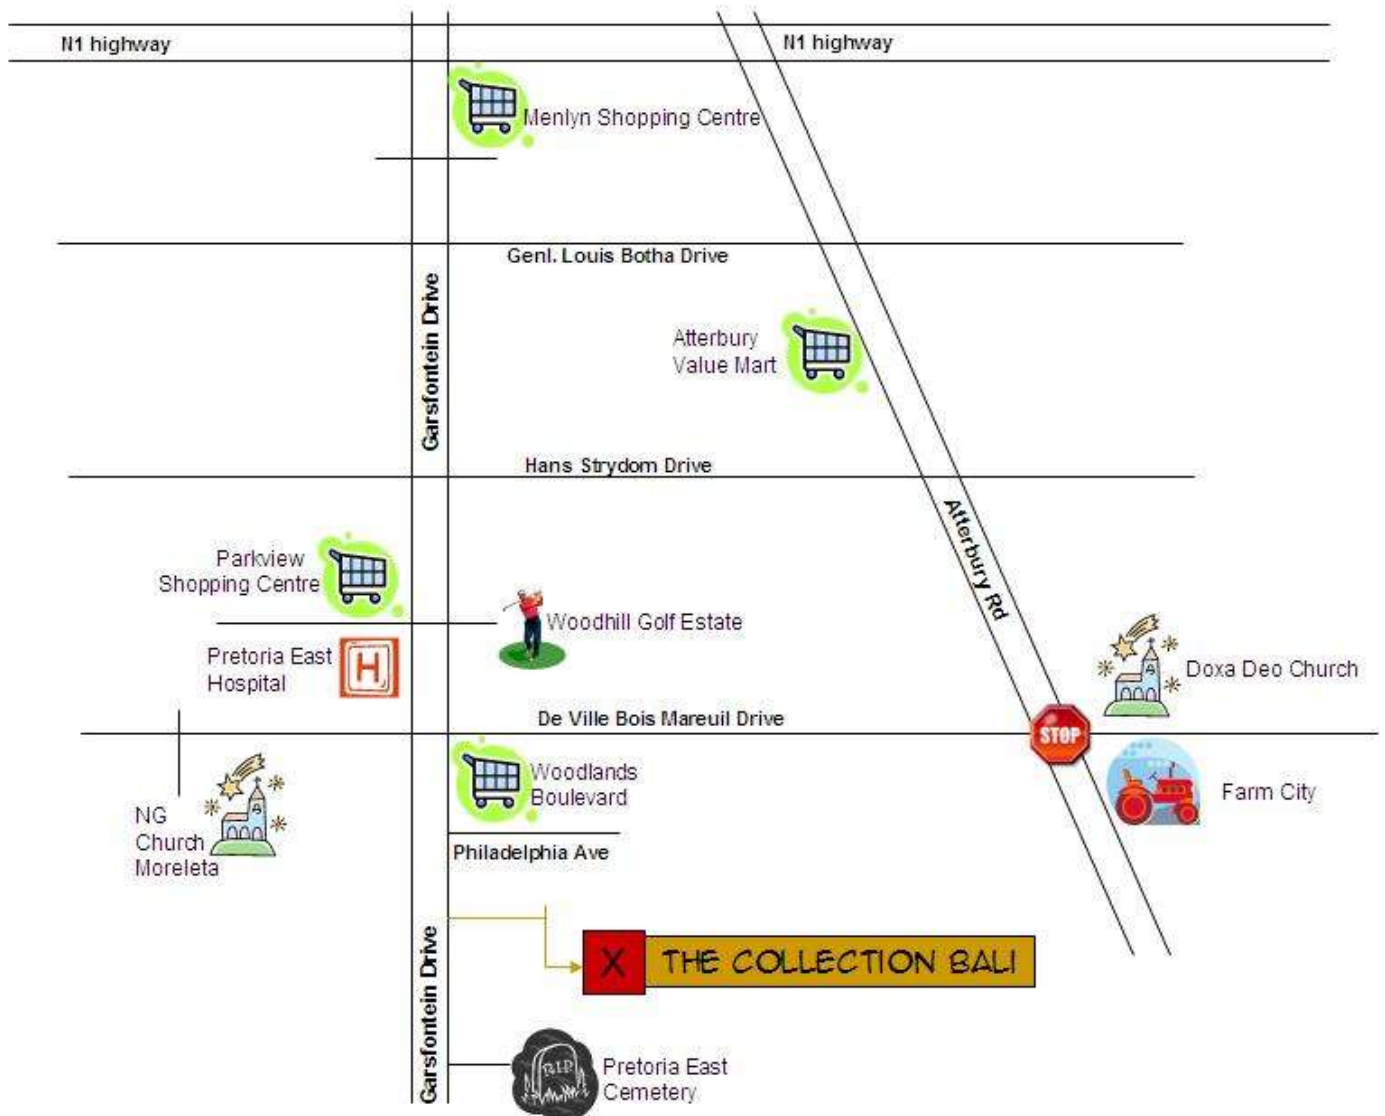 N1 highway
N1 highway
Menlyn Shopping Centre
Genl. Louis Botha Drive
Garsfontein Drive
Atterbury
Value Mart
Hans Strydom Drive
Atterbury Rd
Parkview
Shopping Centre
Woodhill Golf Estate
Pretoria East
Hospital
H
Doxa Deo Church
De Ville Bois Mareuil Drive
STOP
Woodlands
Boulevard
Farm City
NG
Church
Moreleta
Philadelphia Ave
Garsfontein Drive
X THE COLLECTION BALI
R.I.P
Pretoria East
Cemetery